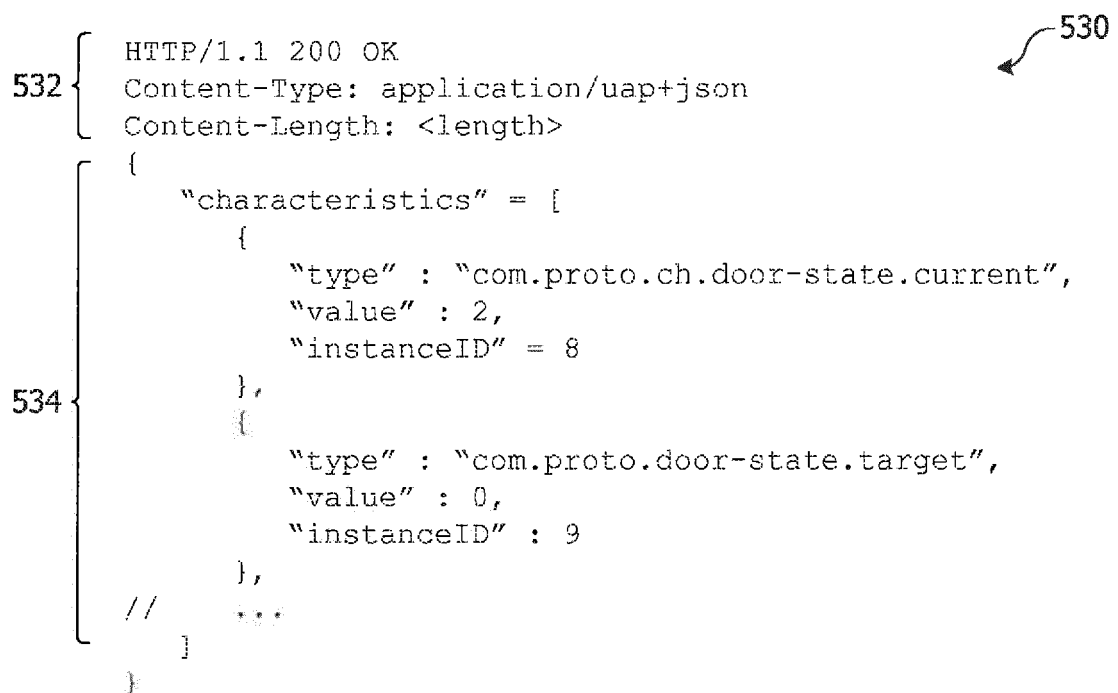 530
532
HTTP/1.1 200 OK
Content-Type: application/uap+json
Content-Length: <length>
534
{
"characteristics" = [
{
"type" : "com.proto.ch.door-state.current",
"value" : 2,
"instanceID" = 8
},
{
"type" : "com.proto.door-state.target",
"value" : 0,
"instanceID" : 9
},
// ...
]
}